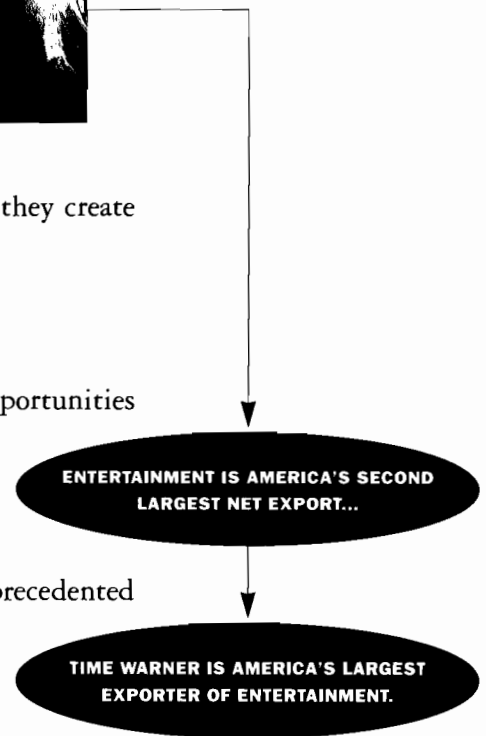 they create
portunities
ENTERTAINMENT IS AMERICA'S SECOND
LARGEST NET EXPORT...
precedented
TIME WARNER IS AMERICA'S LARGEST
EXPORTER OF ENTERTAINMENT.